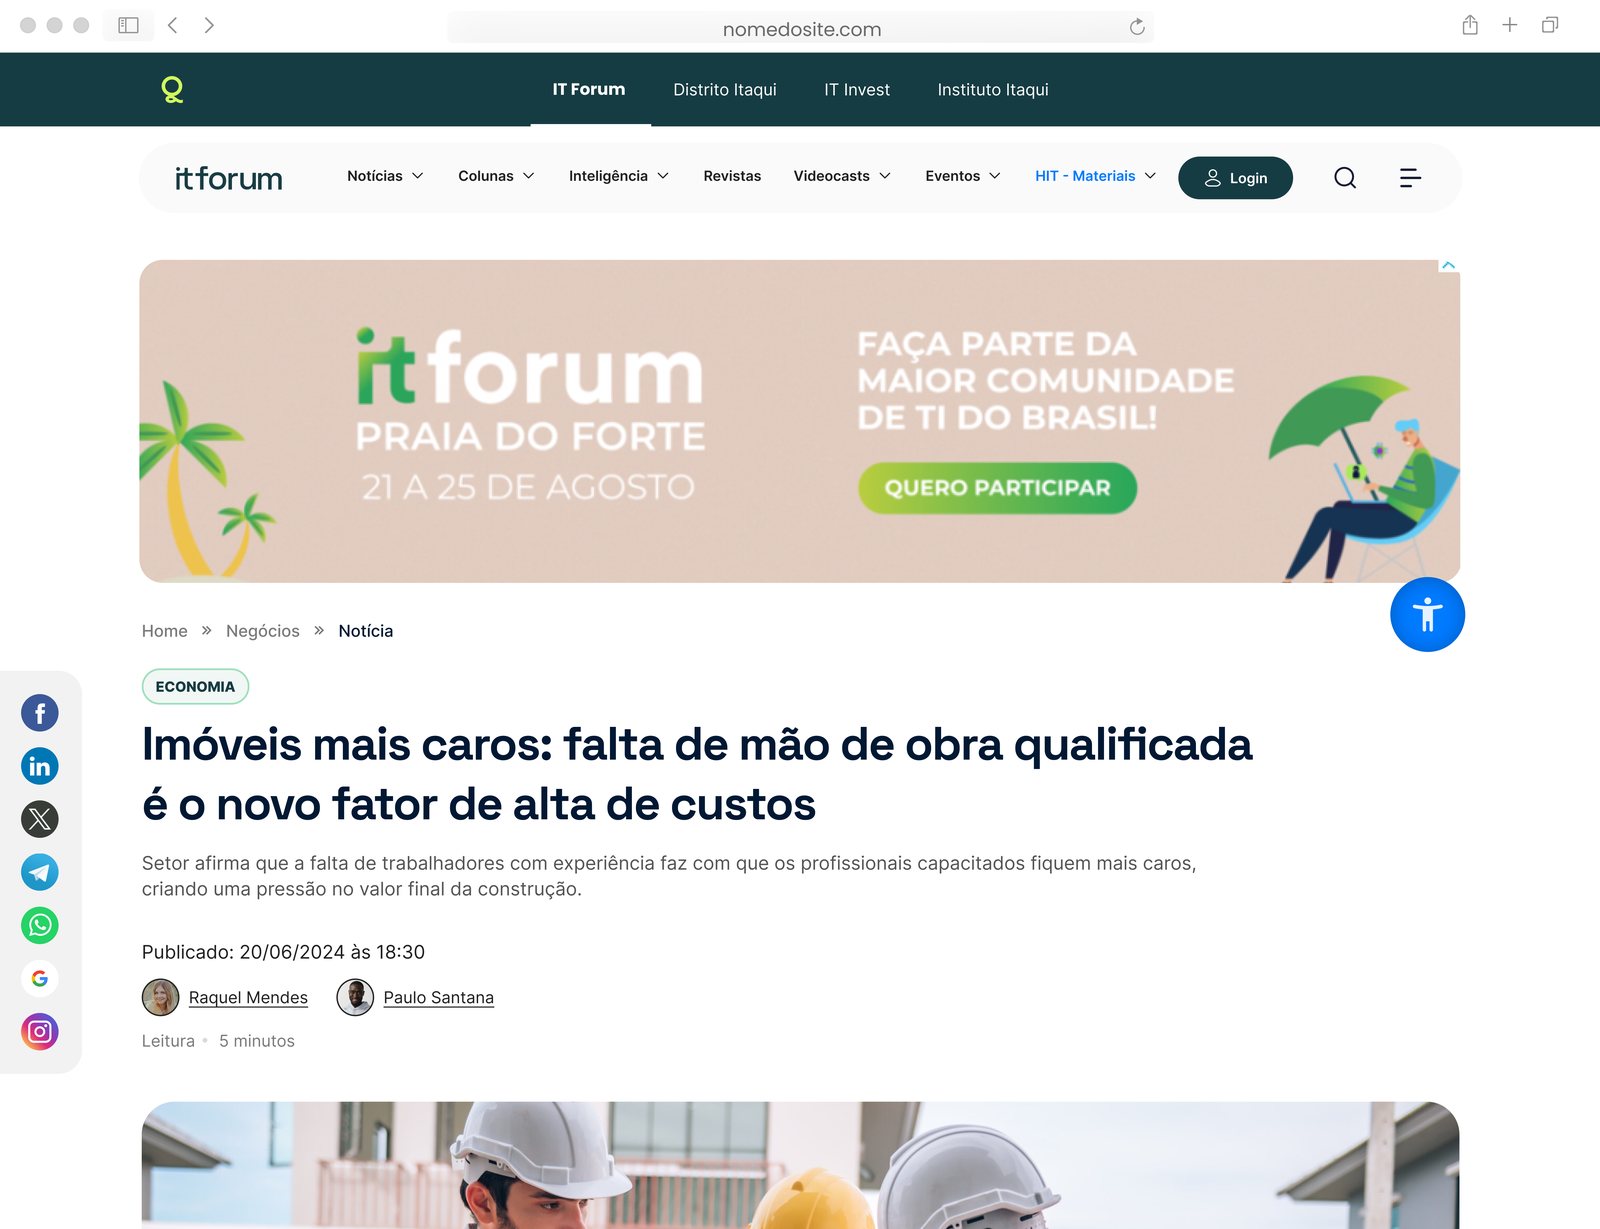 nomedosite.com
IT Forum Distrito Itaqui IT Invest Instituto Itaqui
itforum Notícias Colunas Inteligência Revistas Videocasts Eventos HIT - Materiais Login
itforum
PRAIA DO FORTE
21 A 25 DE AGOSTO
FAÇA PARTE DA
MAIOR COMUNIDADE
DE TI DO BRASIL!
QUERO PARTICIPAR
Home » Negócios » Notícia
ECONOMIA
Imóveis mais caros: falta de mão de obra qualificada
é o novo fator de alta de custos
Setor afirma que a falta de trabalhadores com experiência faz com que os profissionais capacitados fiquem mais caros,
criando uma pressão no valor final da construção.
Publicado: 20/06/2024 às 18:30
Raquel Mendes Paulo Santana
Leitura • 5 minutos